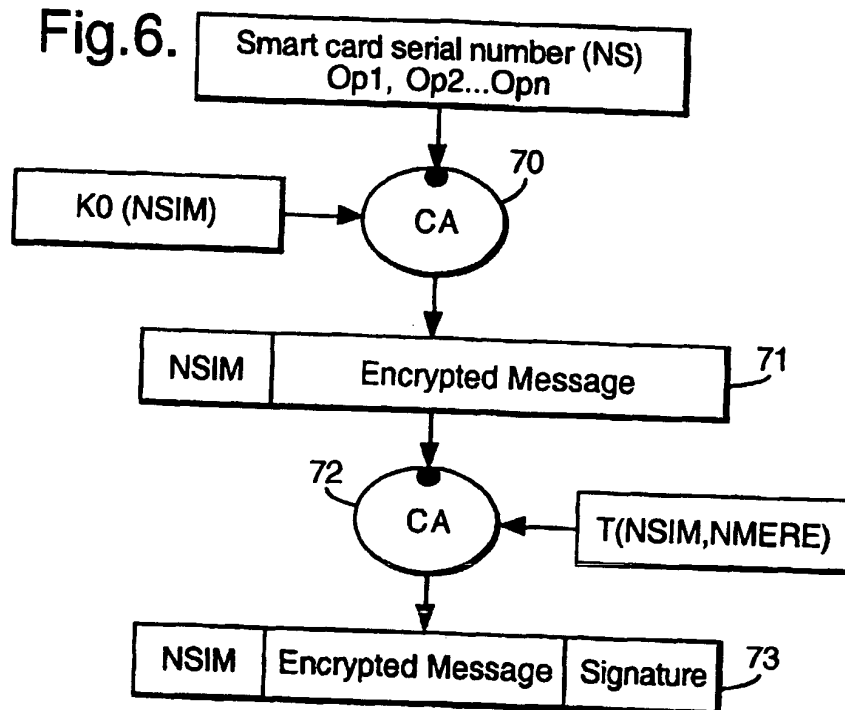 Fig.6.
Smart card serial number (NS)
Op1, Op2...Opn
70
K0 (NSIM)
CA
NSIM
Encrypted Message
71
72
CA
T(NSIM,NMERE)
NSIM
Encrypted Message
Signature
73